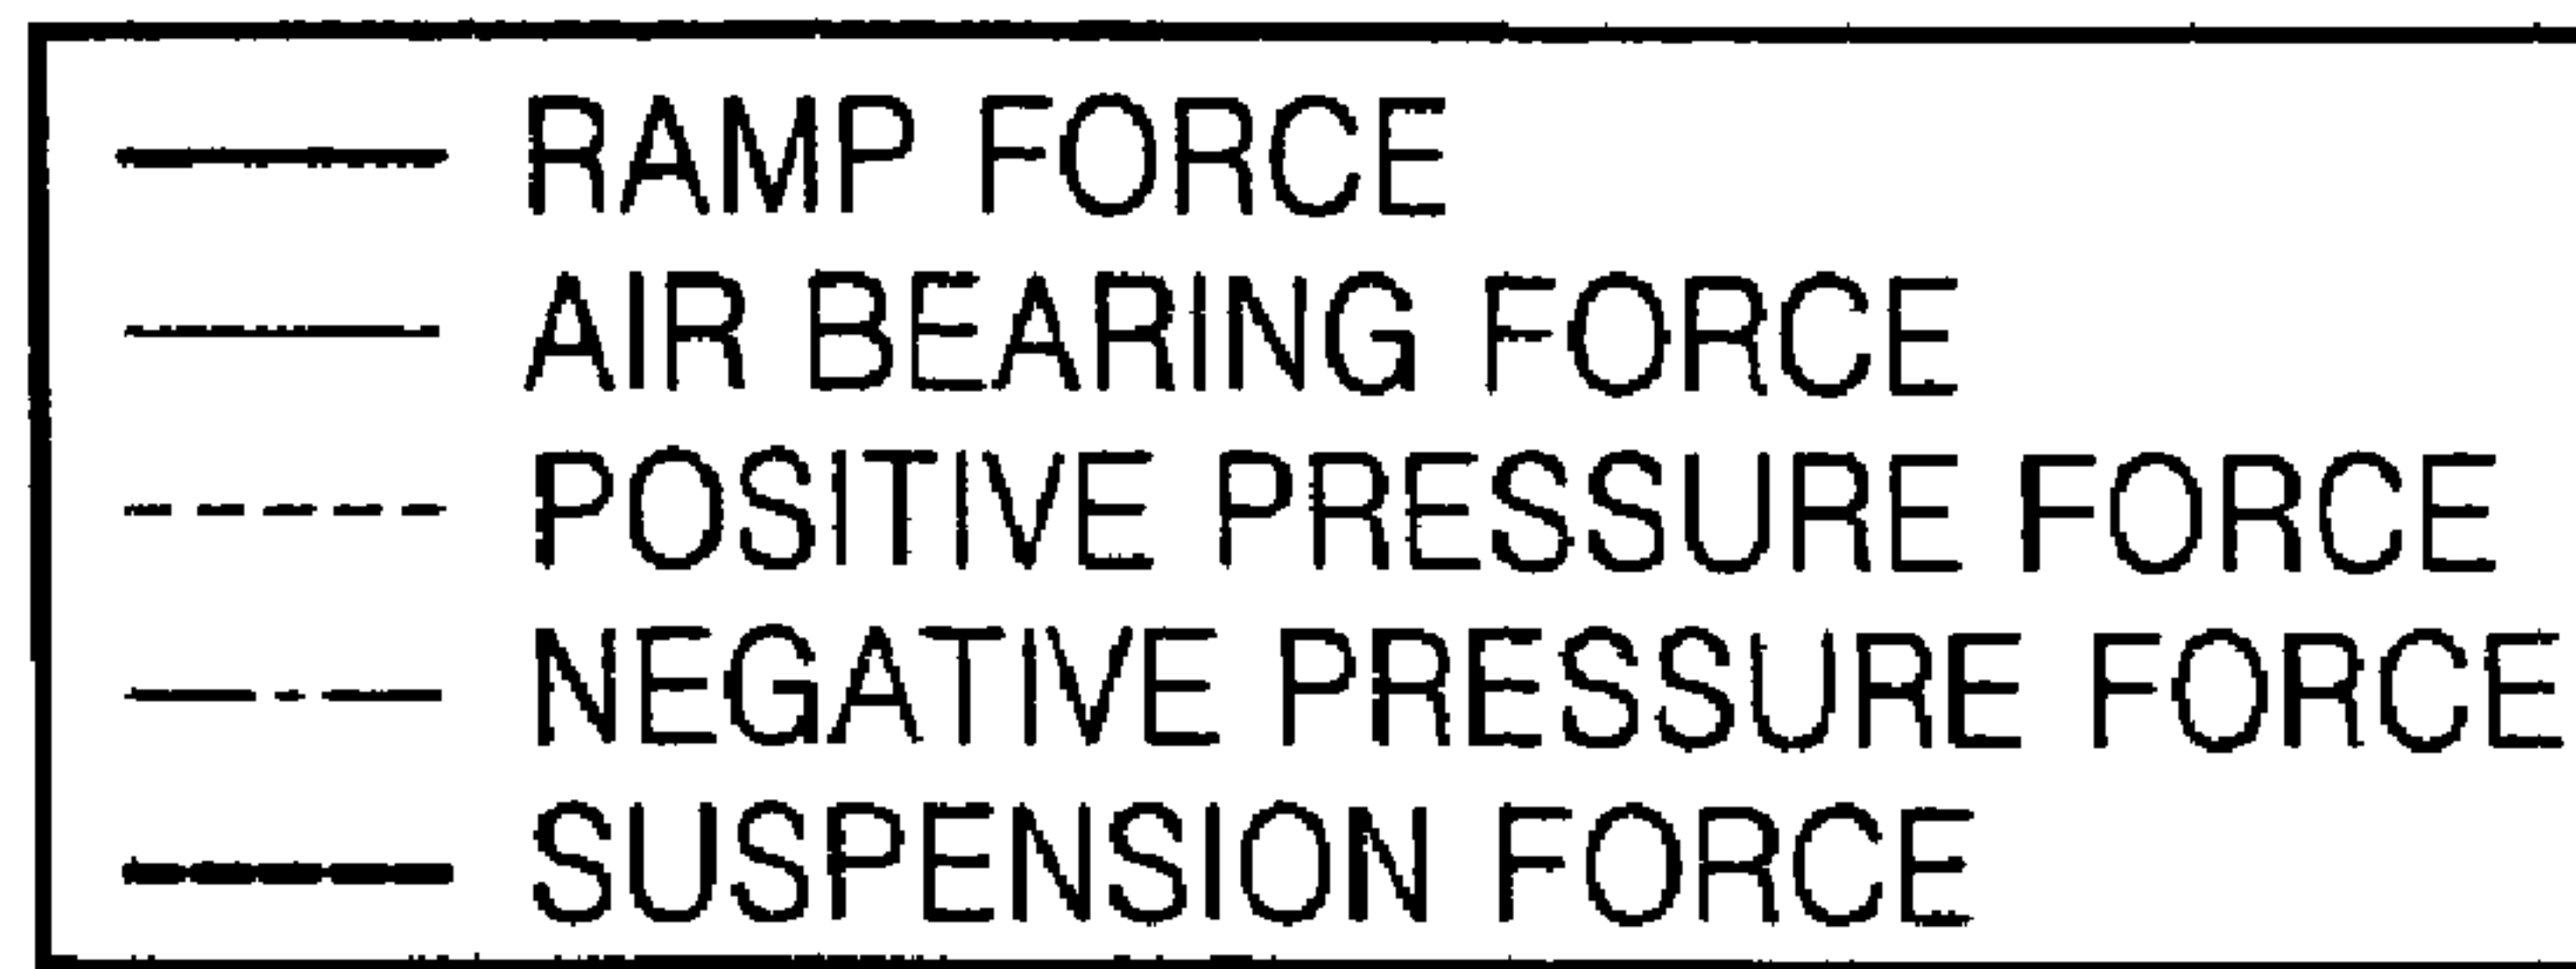 RAMP FORCE
AIR BEARING FORCE
POSITIVE PRESSURE FORCE
NEGATIVE PRESSURE FORCE
SUSPENSION FORCE